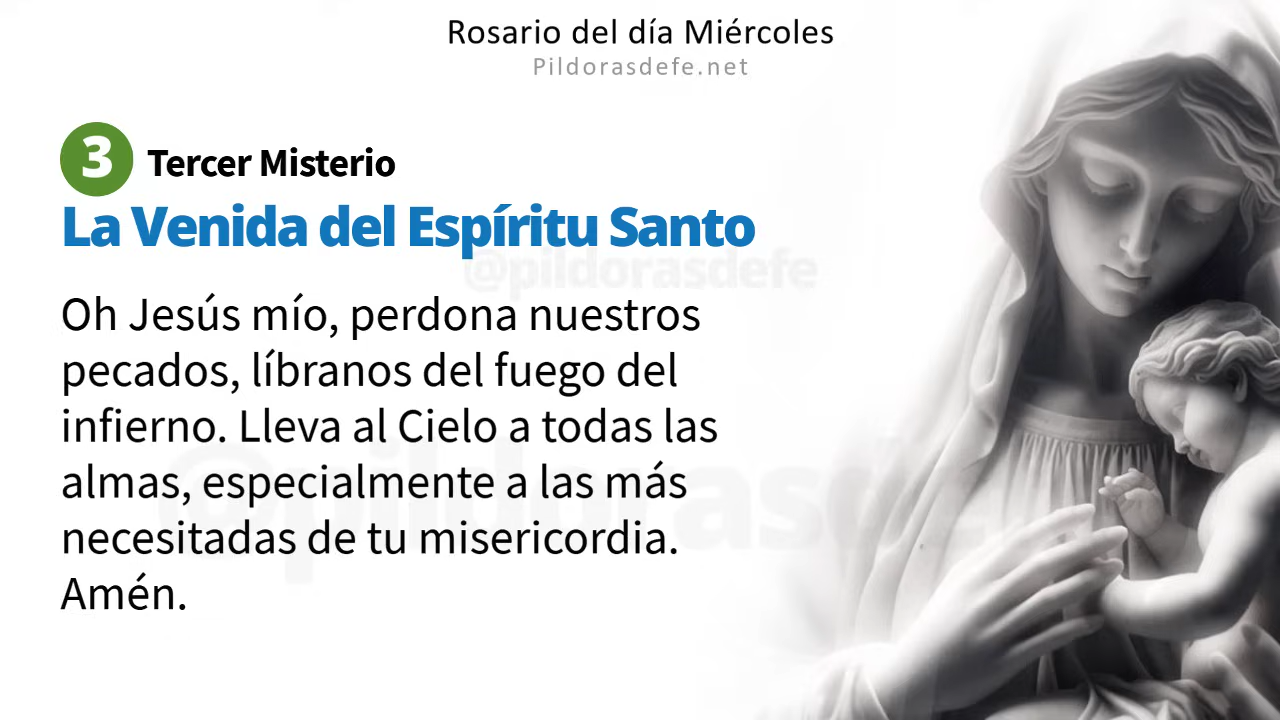 Rosario del día Miércoles
Pildorasdefe.net
3 Tercer Misterio
La Venida del Espíritu Santo
@pildorasdefe
Oh Jesús mío, perdona nuestros
pecados, líbranos del fuego del
infierno. Lleva al Cielo a todas las
almas, especialmente a las más
necesitadas de tu misericordia.
Amén.